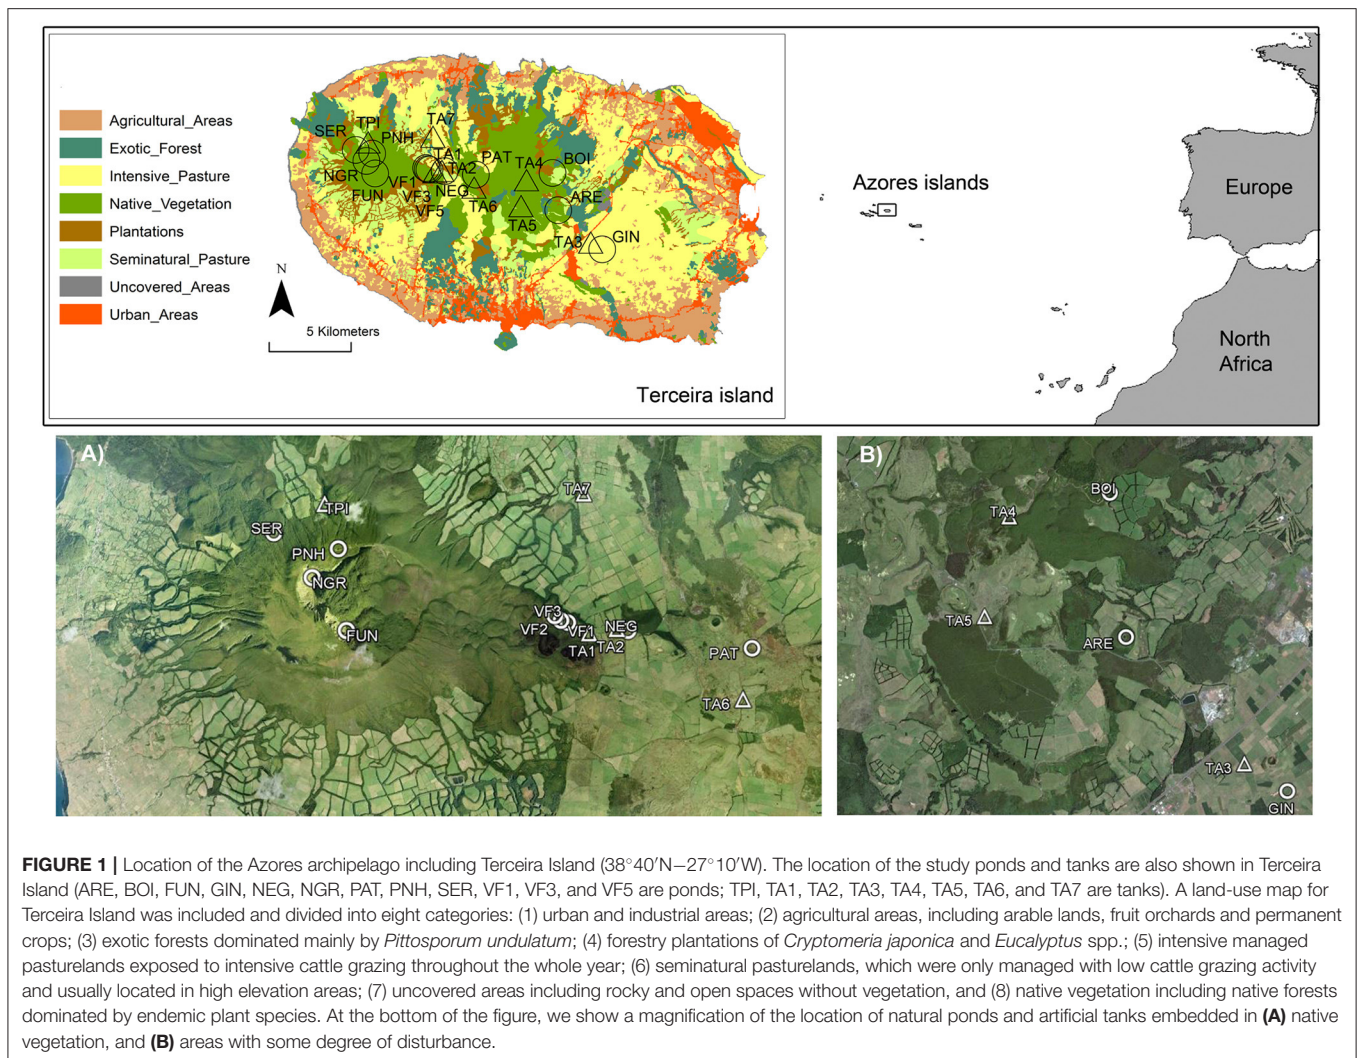 Agricultural_Areas
Exotic_Forest
Intensive_Pasture
Native_Vegetation
Plantations
Seminatural_Pasture
Uncovered_Areas
Urban_Areas
N
5 Kilometers
SER
TPI
PNH
NGR
FUN
TA7
TA1
VF1
TA2
VF3
NEG
VF5
PAT
TA6
TA4
BOI
TA5
ARE
TA3
GIN
Terceira island
Azores islands
Europe
North
Africa
A)
TA7
TPI
SER
PNH
NGR
FUN
VF3
VF2
VF1
NEG
TA1
TA2
PAT
TA6
B)
BOI
TA4
TA5
ARE
TA3
GIN
FIGURE 1 | Location of the Azores archipelago including Terceira Island (38°40′N–27°10′W). The location of the study ponds and tanks are also shown in Terceira
Island (ARE, BOI, FUN, GIN, NEG, NGR, PAT, PNH, SER, VF1, VF3, and VF5 are ponds; TPI, TA1, TA2, TA3, TA4, TA5, TA6, and TA7 are tanks). A land-use map for
Terceira Island was included and divided into eight categories: (1) urban and industrial areas; (2) agricultural areas, including arable lands, fruit orchards and permanent
crops; (3) exotic forests dominated mainly by Pittosporum undulatum; (4) forestry plantations of Cryptomeria japonica and Eucalyptus spp.; (5) intensive managed
pasturelands exposed to intensive cattle grazing throughout the whole year; (6) seminatural pasturelands, which were only managed with low cattle grazing activity
and usually located in high elevation areas; (7) uncovered areas including rocky and open spaces without vegetation, and (8) native vegetation including native forests
dominated by endemic plant species. At the bottom of the figure, we show a magnification of the location of natural ponds and artificial tanks embedded in (A) native
vegetation, and (B) areas with some degree of disturbance.